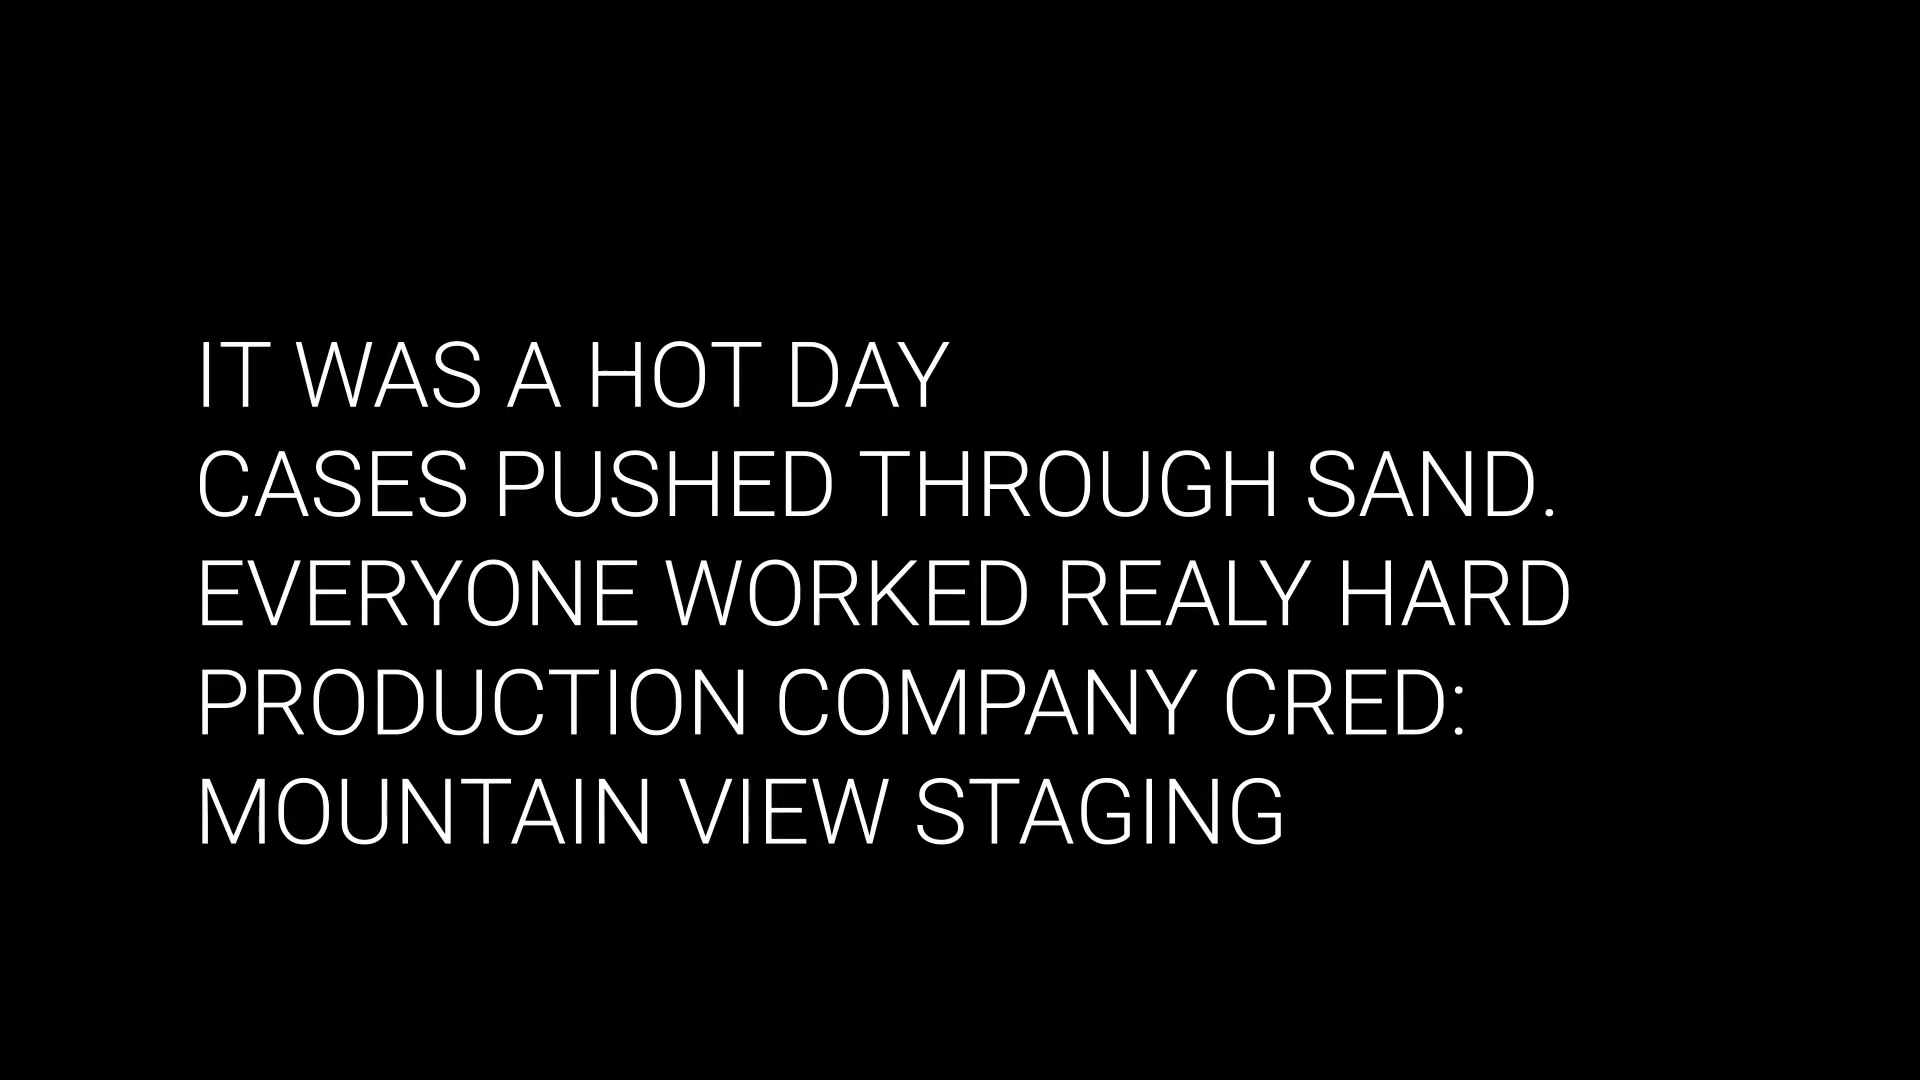 IT WAS A HOT DAY
CASES PUSHED THROUGH SAND.
EVERYONE WORKED REALY HARD
PRODUCTION COMPANY CRED:
MOUNTAIN VIEW STAGING